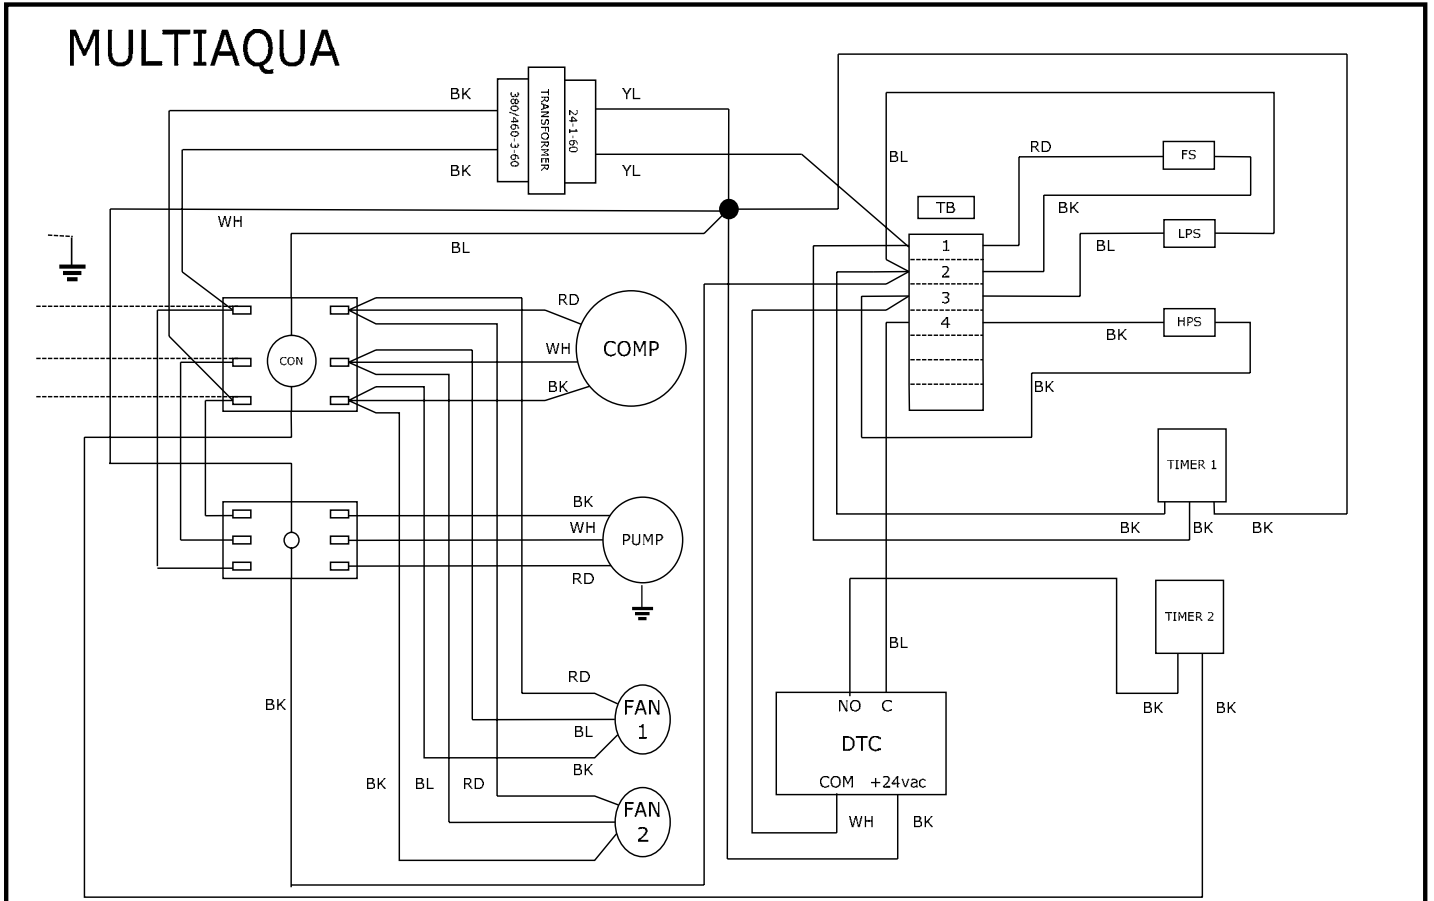 MULTIAQUA
BK
380/460-3-60
TRANSFORMER
24-1-60
YL
BK
YL
WH
BL
BL
RD
FS
BK
TB
BL
LPS
1
2
3
4
BK
HPS
BK
RD
WH
COMP
BK
CON
TIMER 1
BK
BK
BK
BK
WH
PUMP
RD
TIMER 2
BL
BK
BK
BK
RD
FAN
1
BL
BK
NO C
DTC
COM +24vac
BK BL RD
FAN
2
WH
BK